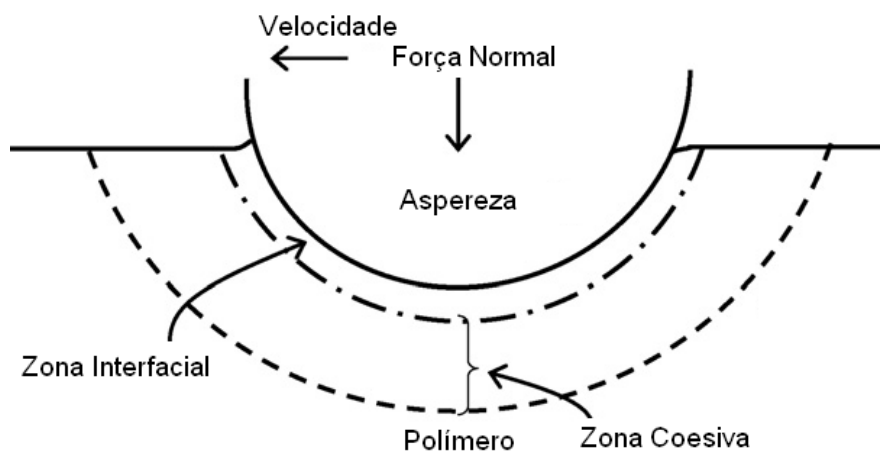 Velocidade
Força Normal
Aspereza
Zona Interfacial
Polímero
Zona Coesiva